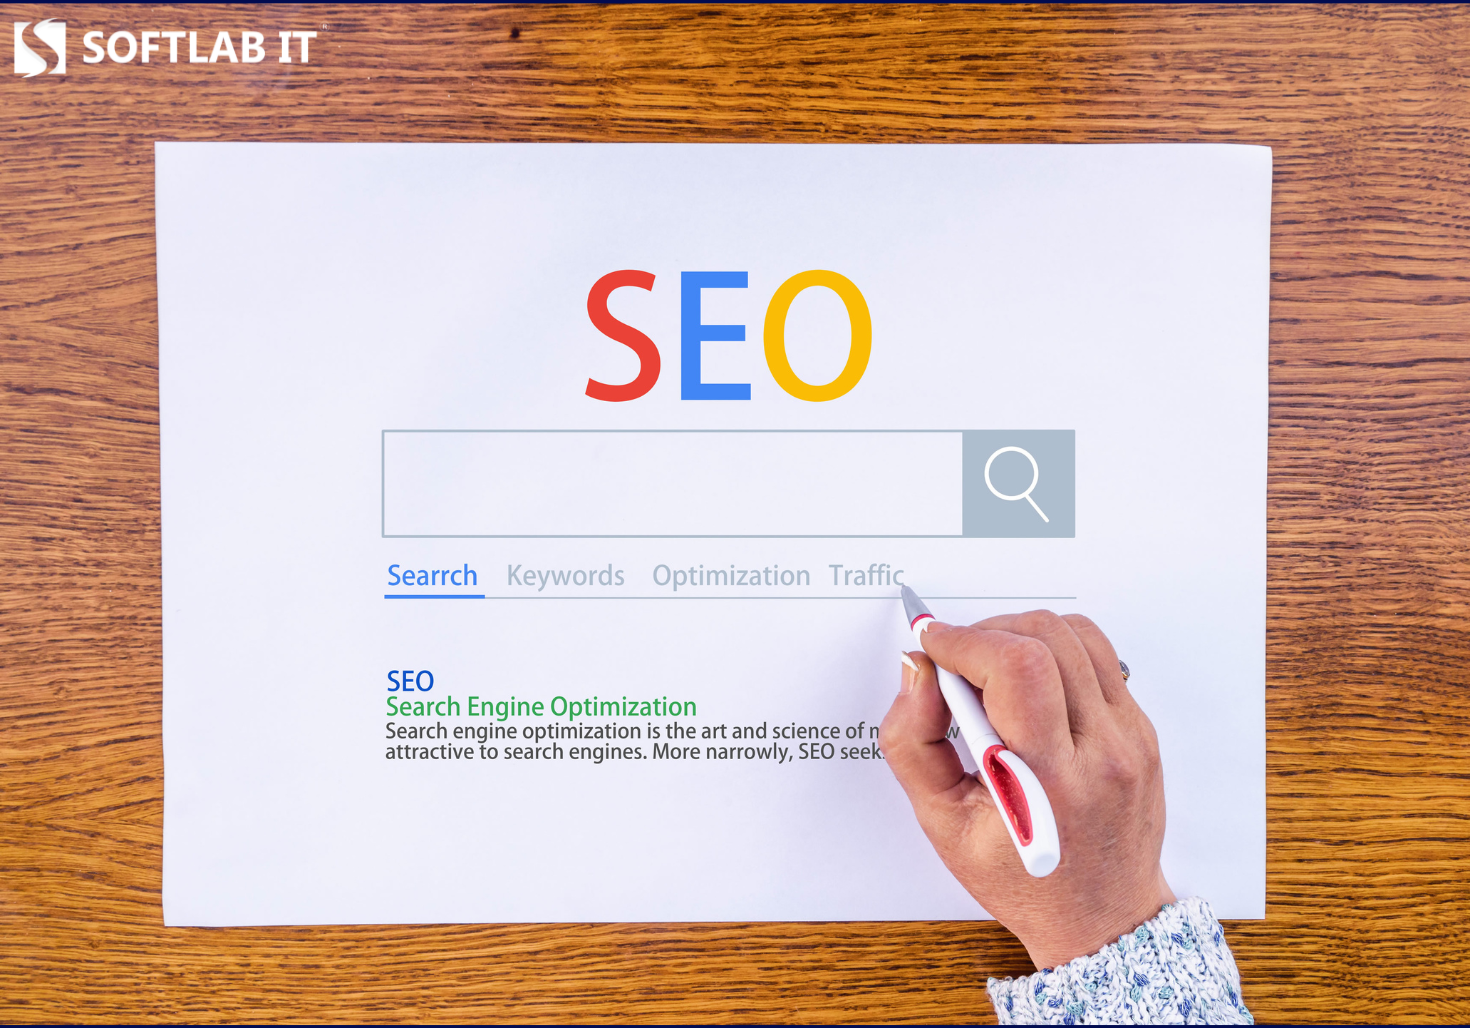 SOFTLAB IT
SEO
Searrch Keywords Optimization Traffic
SEO
Search Engine Optimization
Search engine optimization is the art and science of
attractive to search engines. More narrowly, SEO